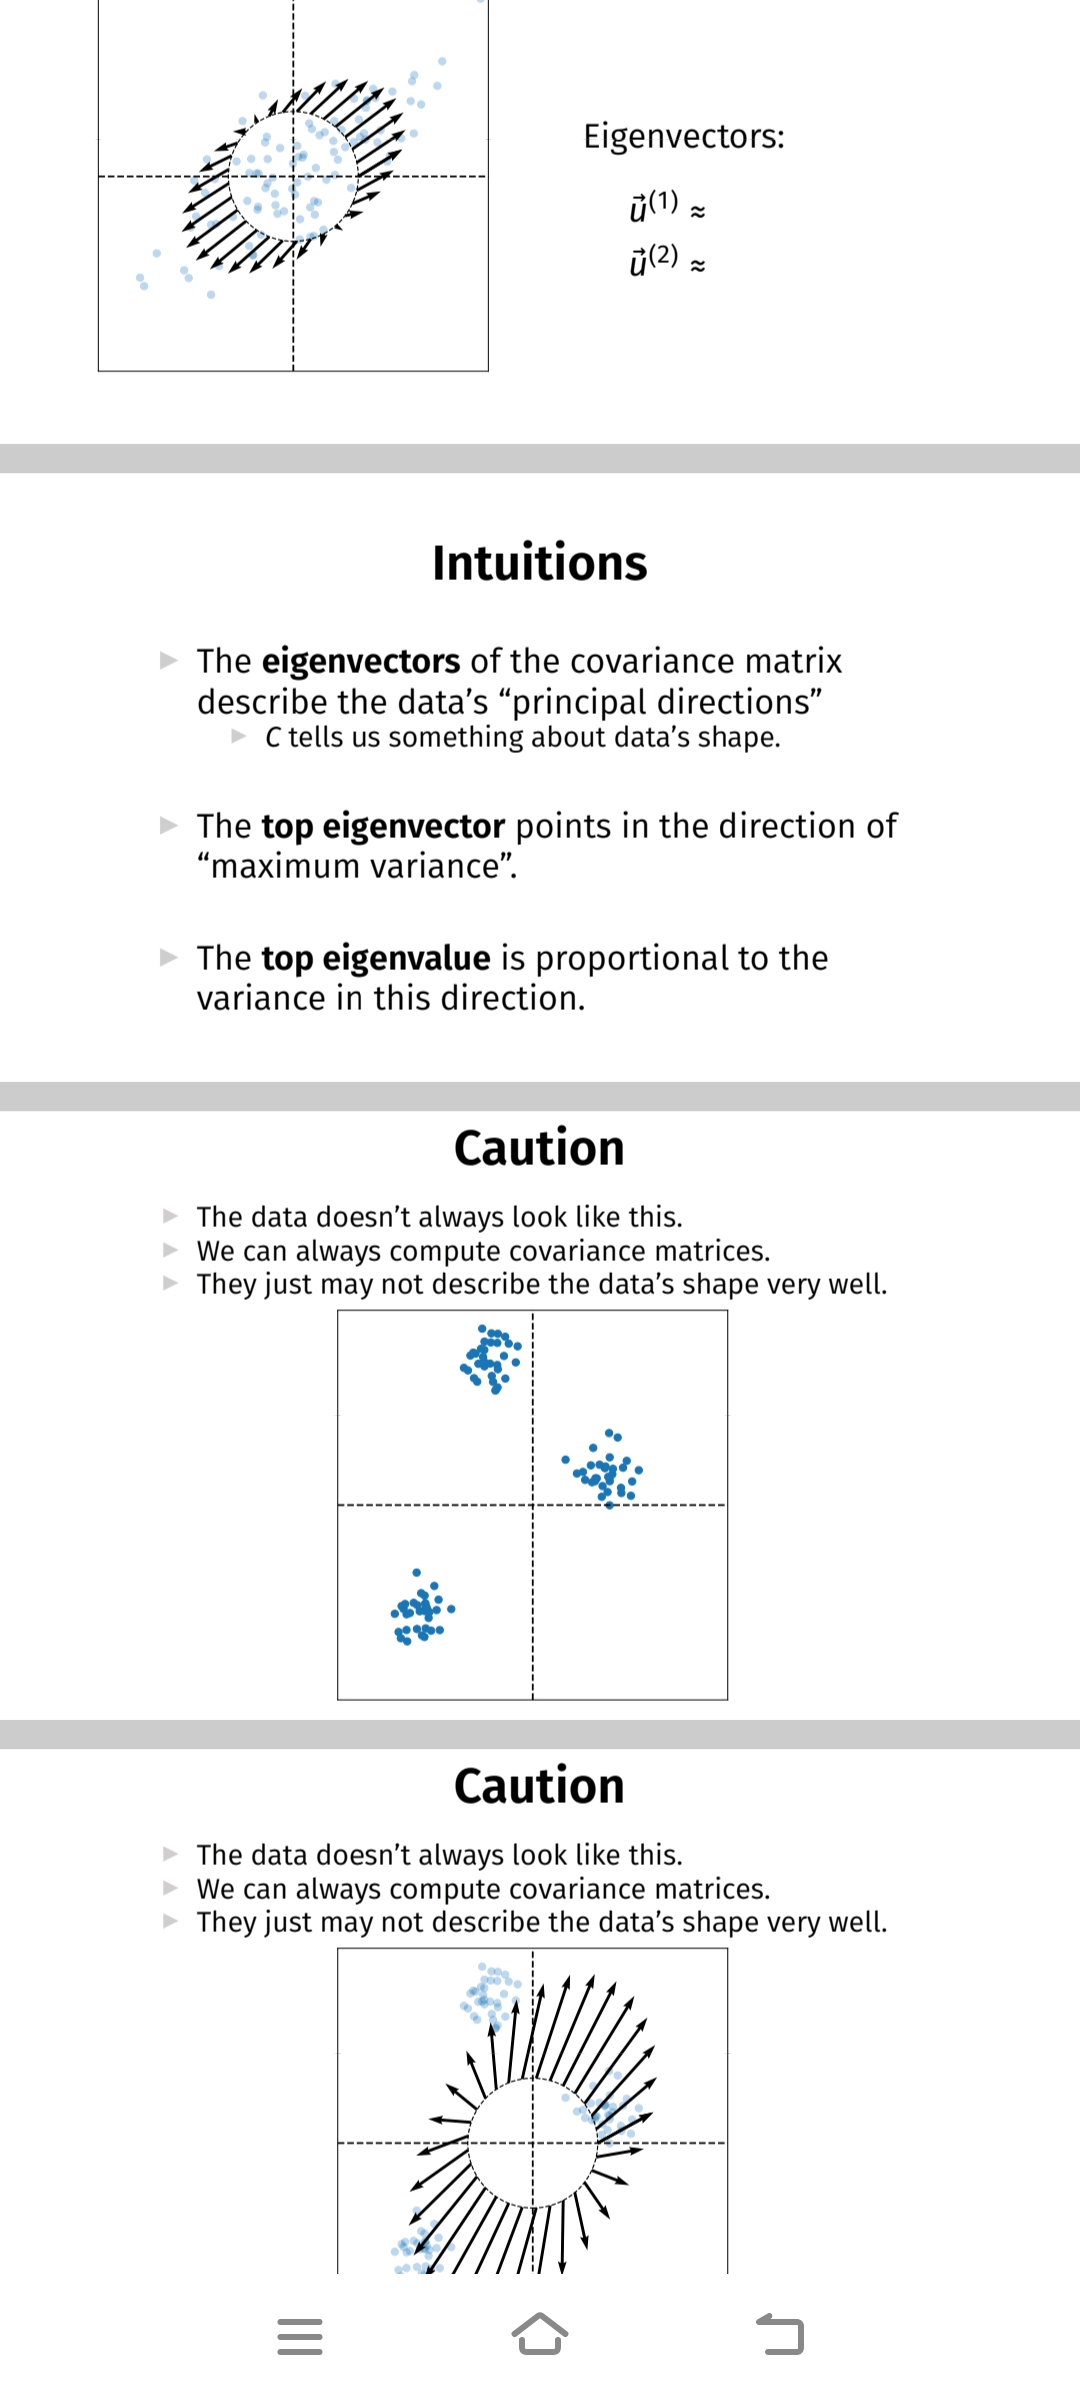 Eigenvectors:
u⃗⁽¹⁾ ≈
u⃗⁽²⁾ ≈
Intuitions
The eigenvectors of the covariance matrix
describe the data’s “principal directions”
C tells us something about data’s shape.
The top eigenvector points in the direction of
“maximum variance”.
The top eigenvalue is proportional to the
variance in this direction.
Caution
The data doesn’t always look like this.
We can always compute covariance matrices.
They just may not describe the data’s shape very well.
Caution
The data doesn’t always look like this.
We can always compute covariance matrices.
They just may not describe the data’s shape very well.